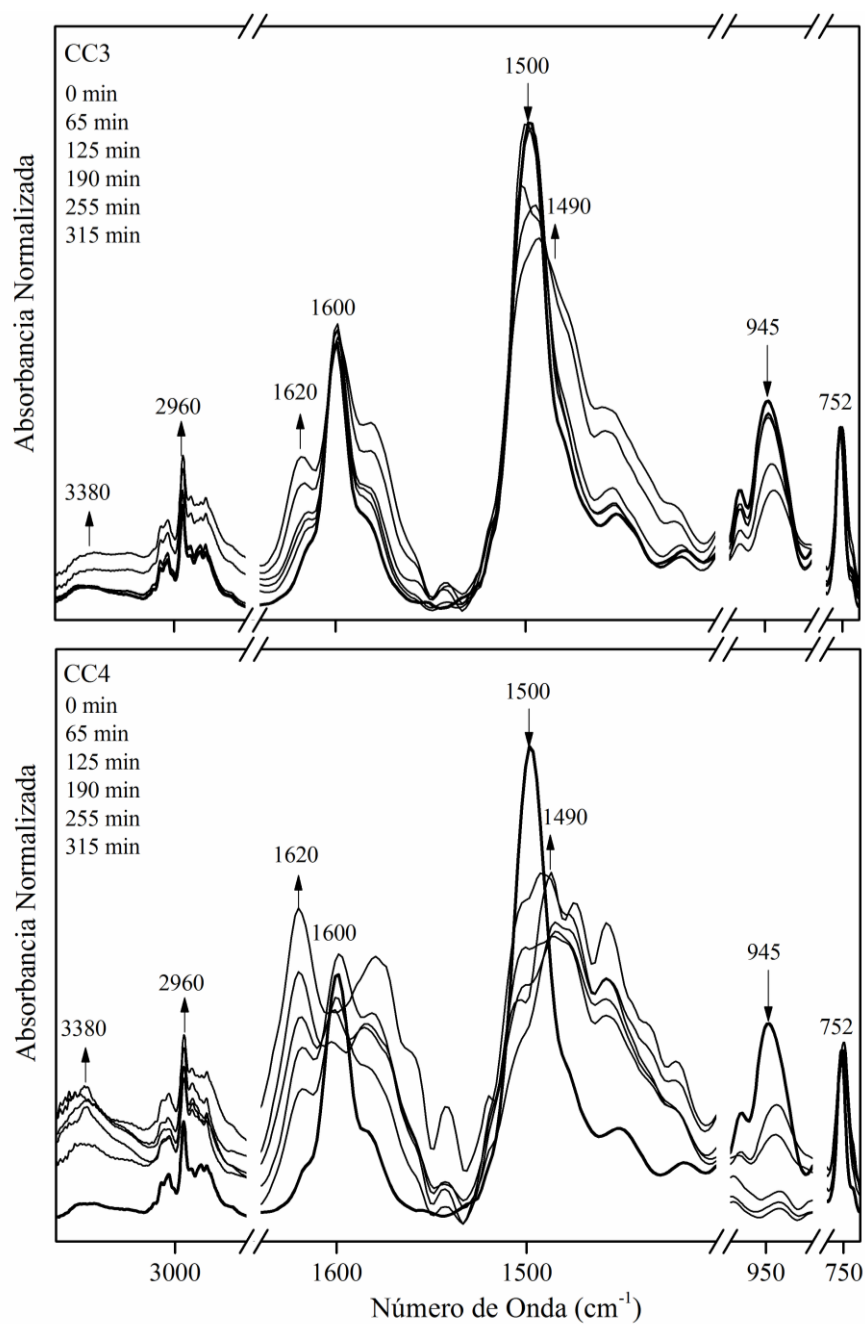 CC3
0 min
65 min
125 min
190 min
255 min
315 min
Absorbancia Normalizada
3380
2960
1620
1600
1500
1490
945
752
CC4
0 min
65 min
125 min
190 min
255 min
315 min
Absorbancia Normalizada
3380
2960
1620
1600
1500
1490
945
752
3000
1600
1500
950
750
Número de Onda (cm⁻¹)